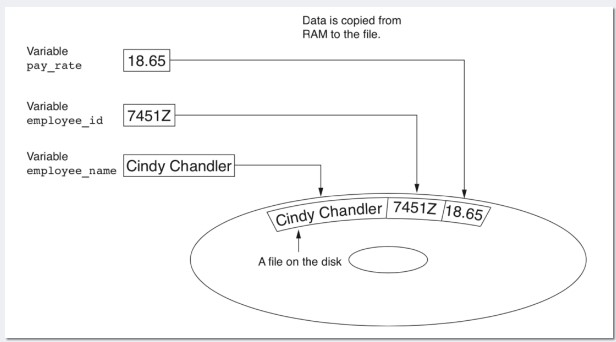 Data is copied from
RAM to the file.
Variable
pay_rate
18.65
Variable
employee_id
7451Z
Variable
employee_name
Cindy Chandler
Cindy Chandler 7451Z 18.65
A file on the disk